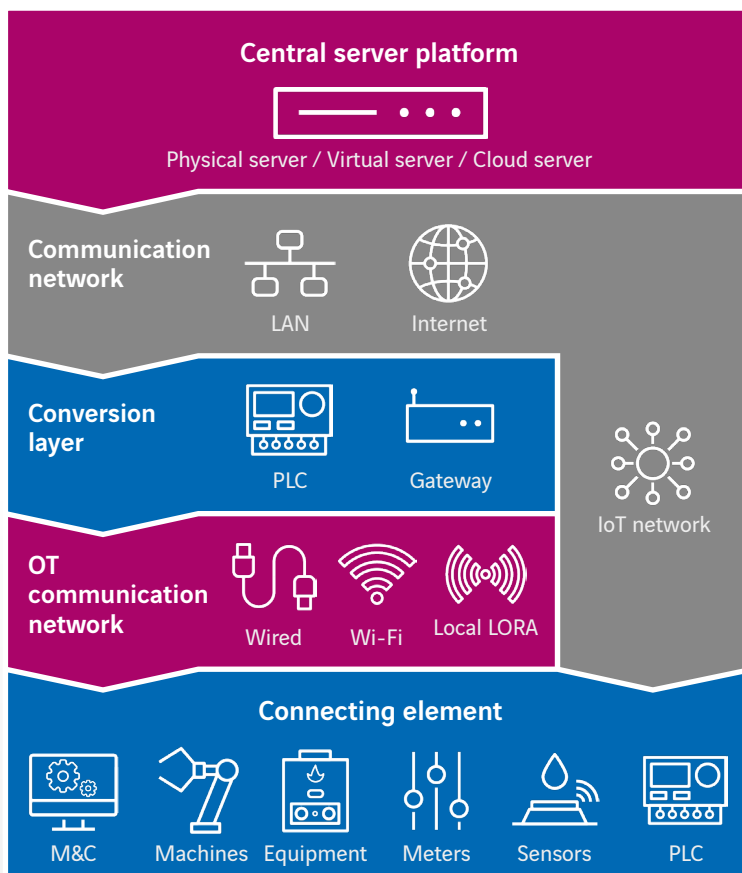 Central server platform
Physical server / Virtual server / Cloud server
Communication
network
LAN
Internet
Conversion
layer
PLC
Gateway
IoT network
OT
communication
network
Wired
Wi-Fi
Local LORA
Connecting element
M&C
Machines
Equipment
Meters
Sensors
PLC